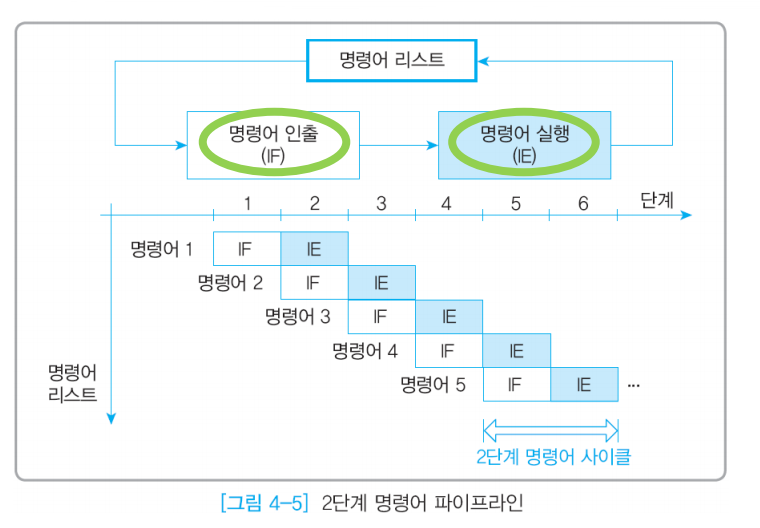 명령어 리스트
명령어 인출
(IF)
명령어 실행
(IE)
1 2 3 4 5 6 단계
명령어 1 IF IE
명령어 2 IF IE
명령어 3 IF IE
명령어 4 IF IE
명령어 5 IF IE ...
명령어
리스트
2단계 명령어 사이클
[그림 4-5] 2단계 명령어 파이프라인